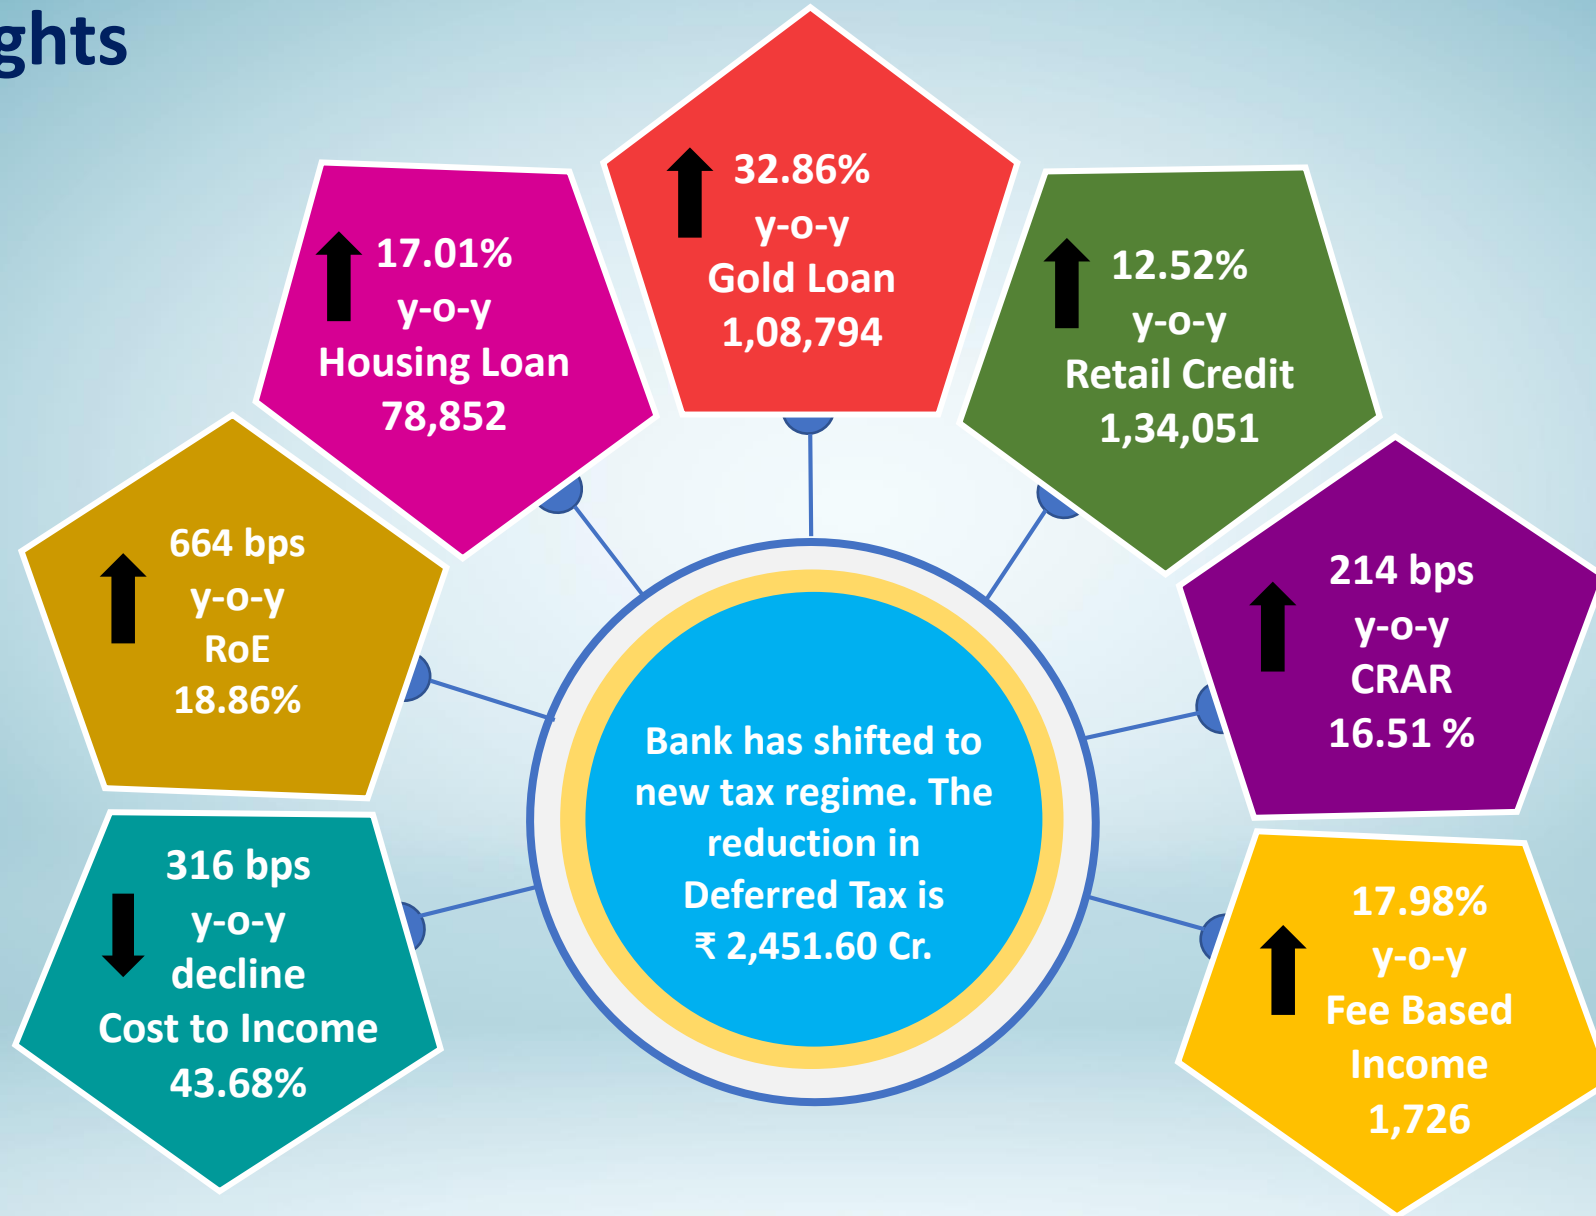 ghts
32.86%
y-o-y
Gold Loan
1,08,794
17.01%
y-o-y
Housing Loan
78,852
12.52%
y-o-y
Retail Credit
1,34,051
664 bps
y-o-y
RoE
18.86%
214 bps
y-o-y
CRAR
16.51 %
316 bps
y-o-y
decline
Cost to Income
43.68%
Bank has shifted to
new tax regime. The
reduction in
Deferred Tax is
₹ 2,451.60 Cr.
17.98%
y-o-y
Fee Based
Income
1,726